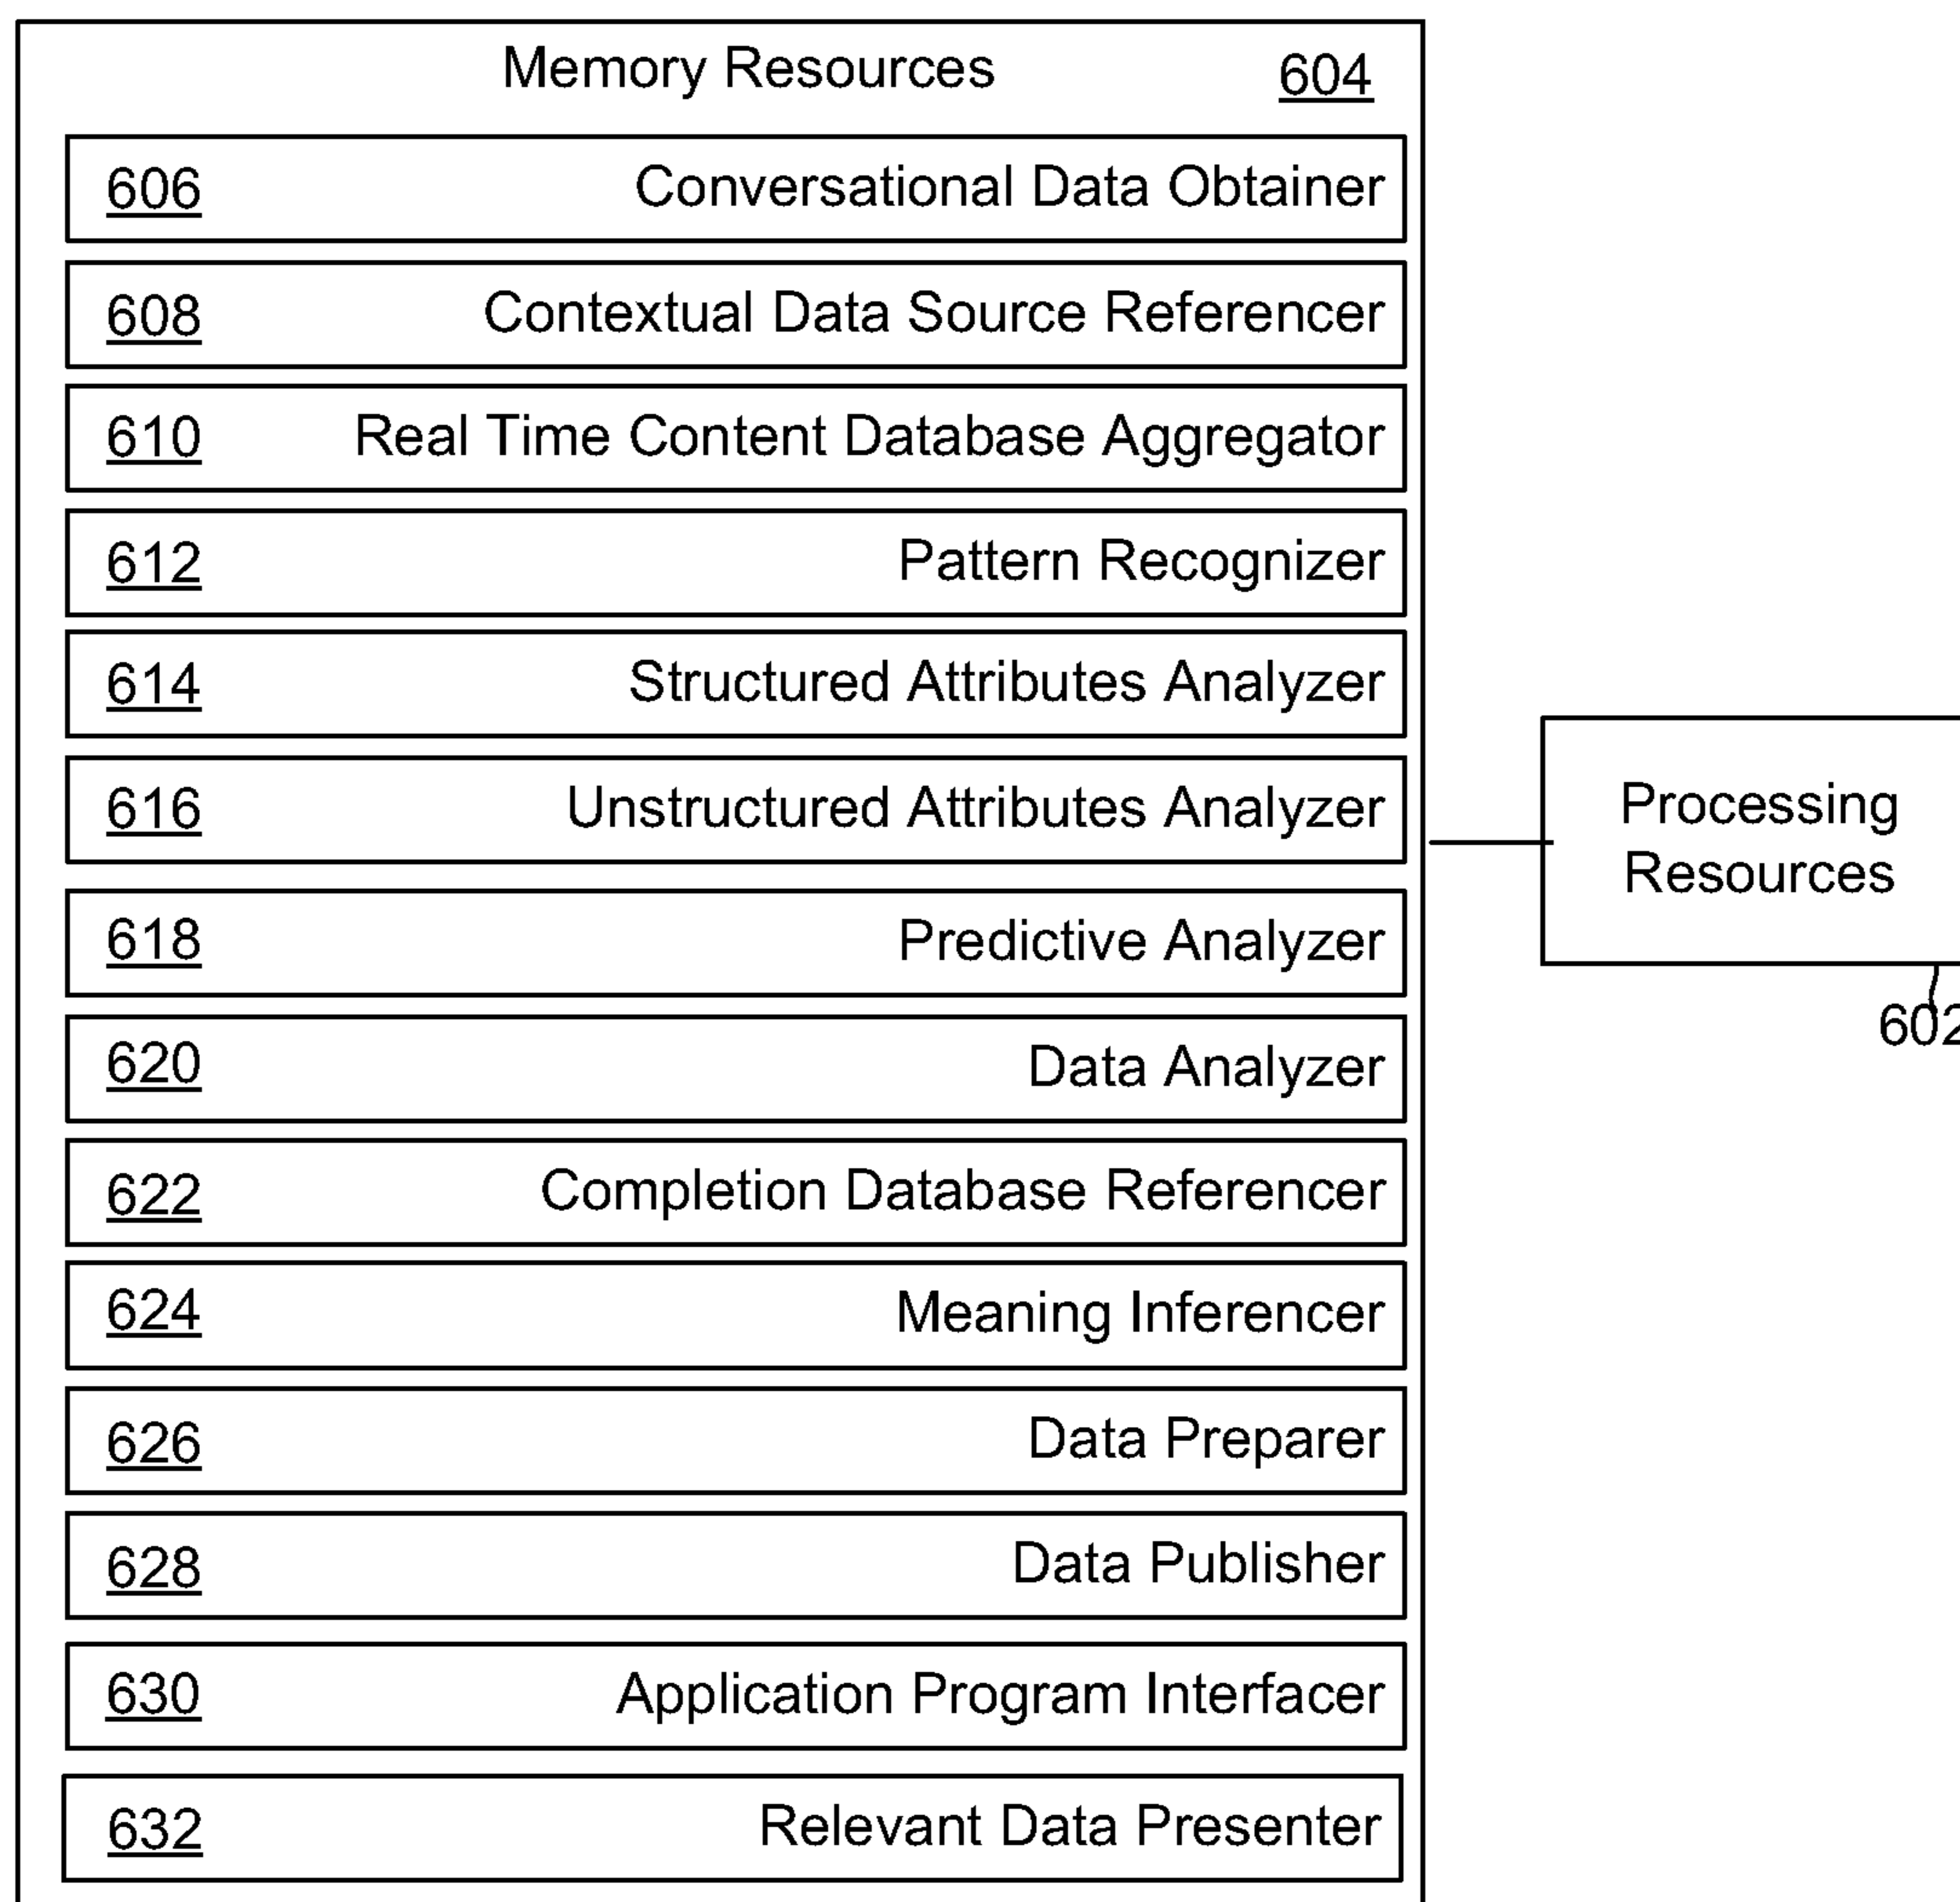 Memory Resources 604
606 Conversational Data Obtainer
608 Contextual Data Source Referencer
610 Real Time Content Database Aggregator
612 Pattern Recognizer
614 Structured Attributes Analyzer
616 Unstructured Attributes Analyzer
618 Predictive Analyzer
620 Data Analyzer
622 Completion Database Referencer
624 Meaning Inferencer
626 Data Preparer
628 Data Publisher
630 Application Program Interfacer
632 Relevant Data Presenter
Processing
Resources
602